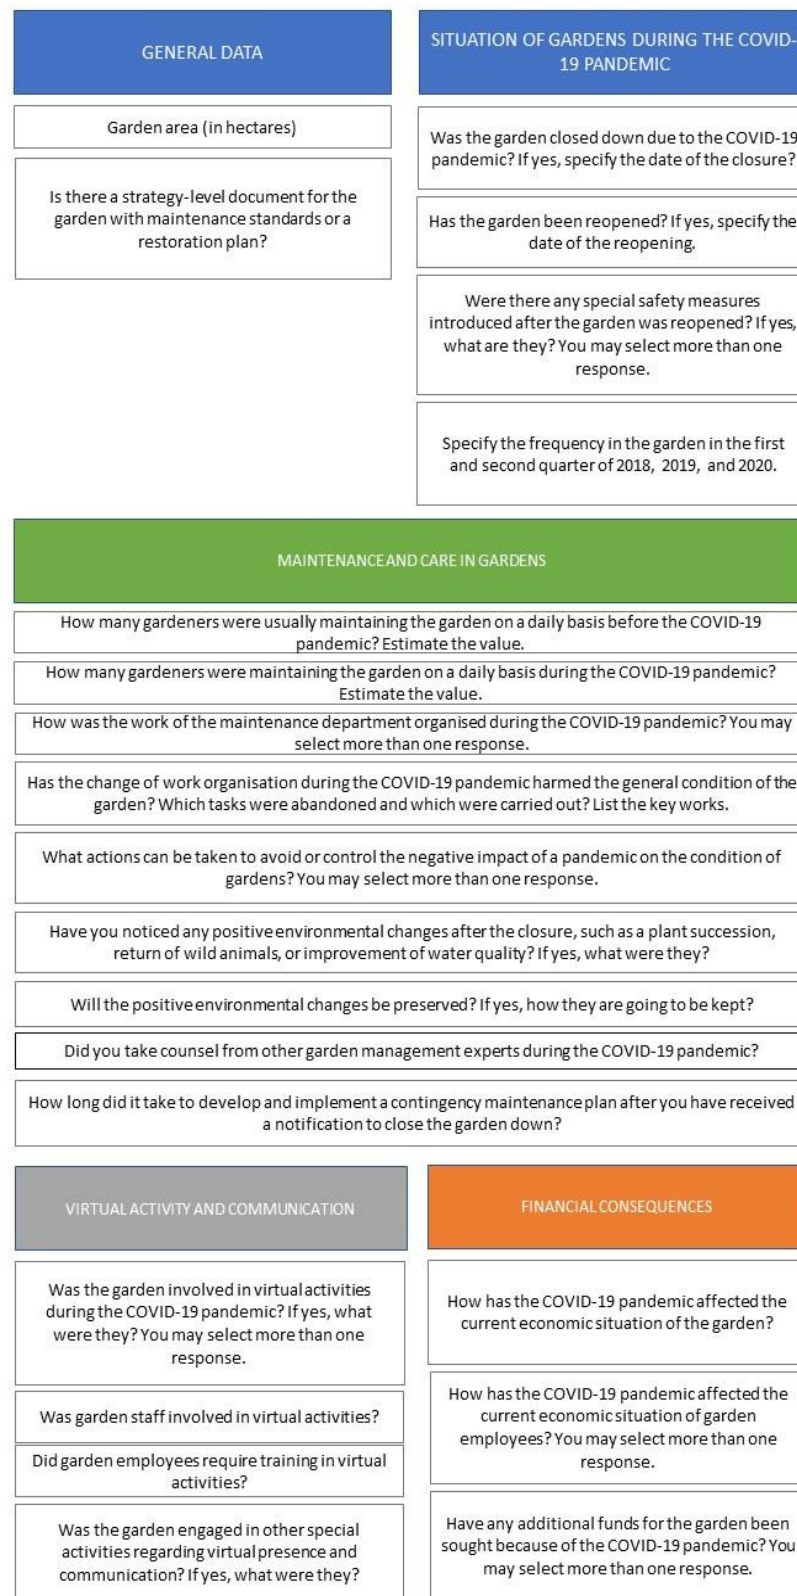 GENERAL DATA
Garden area (in hectares)
Is there a strategy-level document for the
garden with maintenance standards or a
restoration plan?
SITUATION OF GARDENS DURING THE COVID-
19 PANDEMIC
Was the garden closed down due to the COVID-19
pandemic? If yes, specify the date of the closure?
Has the garden been reopened? If yes, specify the
date of the reopening.
Were there any special safety measures
introduced after the garden was reopened? If yes,
what are they? You may select more than one
response.
Specify the frequency in the garden in the first
and second quarter of 2018, 2019, and 2020.
MAINTENANCE AND CARE IN GARDENS
How many gardeners were usually maintaining the garden on a daily basis before the COVID-19
pandemic? Estimate the value.
How many gardeners were maintaining the garden on a daily basis during the COVID-19 pandemic?
Estimate the value.
How was the work of the maintenance department organised during the COVID-19 pandemic? You may
select more than one response.
Has the change of work organisation during the COVID-19 pandemic harmed the general condition of the
garden? Which tasks were abandoned and which were carried out? List the key works.
What actions can be taken to avoid or control the negative impact of a pandemic on the condition of
gardens? You may select more than one response.
Have you noticed any positive environmental changes after the closure, such as a plant succession,
return of wild animals, or improvement of water quality? If yes, what were they?
Will the positive environmental changes be preserved? If yes, how they are going to be kept?
Did you take counsel from other garden management experts during the COVID-19 pandemic?
How long did it take to develop and implement a contingency maintenance plan after you have received
a notification to close the garden down?
VIRTUAL ACTIVITY AND COMMUNICATION
Was the garden involved in virtual activities
during the COVID-19 pandemic? If yes, what
were they? You may select more than one
response.
Was garden staff involved in virtual activities?
Did garden employees require training in virtual
activities?
Was the garden engaged in other special
activities regarding virtual presence and
communication? If yes, what were they?
FINANCIAL CONSEQUENCES
How has the COVID-19 pandemic affected the
current economic situation of the garden?
How has the COVID-19 pandemic affected the
current economic situation of garden
employees? You may select more than one
response.
Have any additional funds for the garden been
sought because of the COVID-19 pandemic? You
may select more than one response.